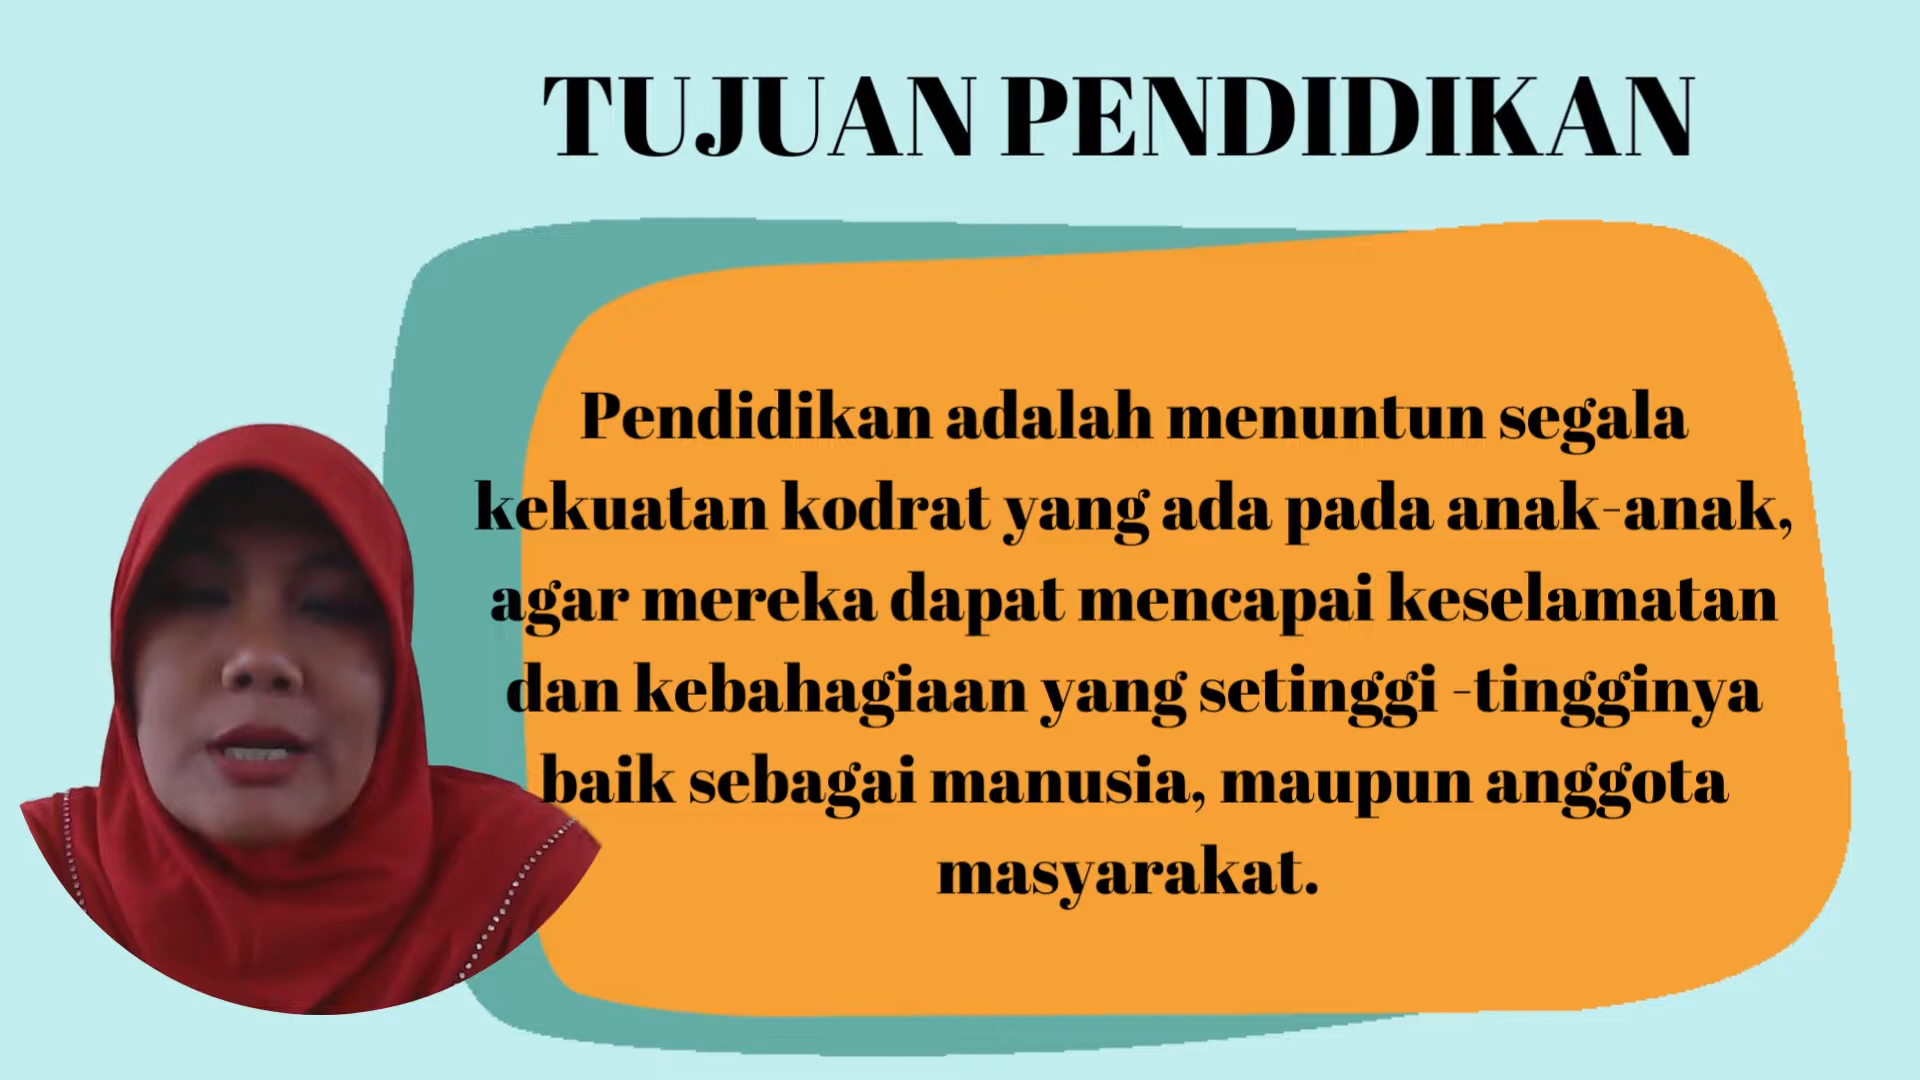 TUJUAN PENDIDIKAN
Pendidikan adalah menuntun segala
kekuatan kodrat yang ada pada anak-anak,
agar mereka dapat mencapai keselamatan
dan kebahagiaan yang setinggi -tingginya
baik sebagai manusia, maupun anggota
masyarakat.